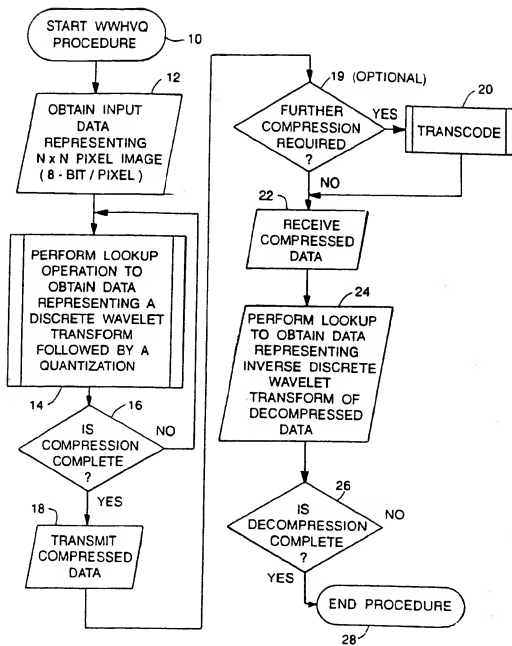 START WWHVQ
PROCEDURE
10
12
OBTAIN INPUT
DATA
REPRESENTING
N x N PIXEL IMAGE
( 8 - BIT / PIXEL )
PERFORM LOOKUP
OPERATION TO
OBTAIN DATA
REPRESENTING A
DISCRETE WAVELET
TRANSFORM
FOLLOWED BY A
QUANTIZATION
14
16
IS
COMPRESSION
COMPLETE
?
NO
YES
18
TRANSMIT
COMPRESSED
DATA
19 (OPTIONAL)
FURTHER
COMPRESSION
REQUIRED
?
YES
NO
20
TRANSCODE
22
RECEIVE
COMPRESSED
DATA
24
PERFORM LOOKUP
TO OBTAIN DATA
REPRESENTING
INVERSE DISCRETE
WAVELET
TRANSFORM OF
DECOMPRESSED
DATA
26
IS
DECOMPRESSION
COMPLETE
?
NO
YES
END PROCEDURE
28